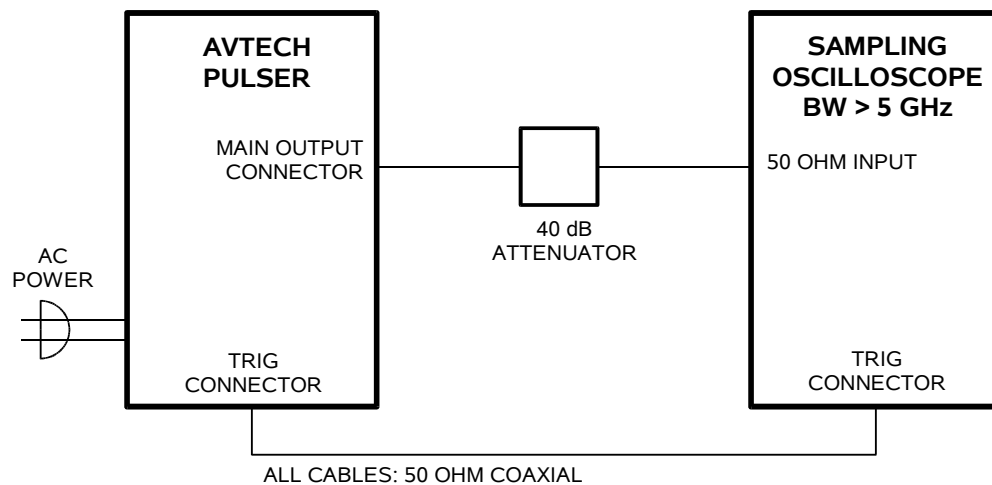 AVTECH
PULSER
SAMPLING
OSCILLOSCOPE
BW > 5 GHz
MAIN OUTPUT
CONNECTOR
50 OHM INPUT
40 dB
ATTENUATOR
AC
POWER
TRIG
CONNECTOR
TRIG
CONNECTOR
ALL CABLES: 50 OHM COAXIAL